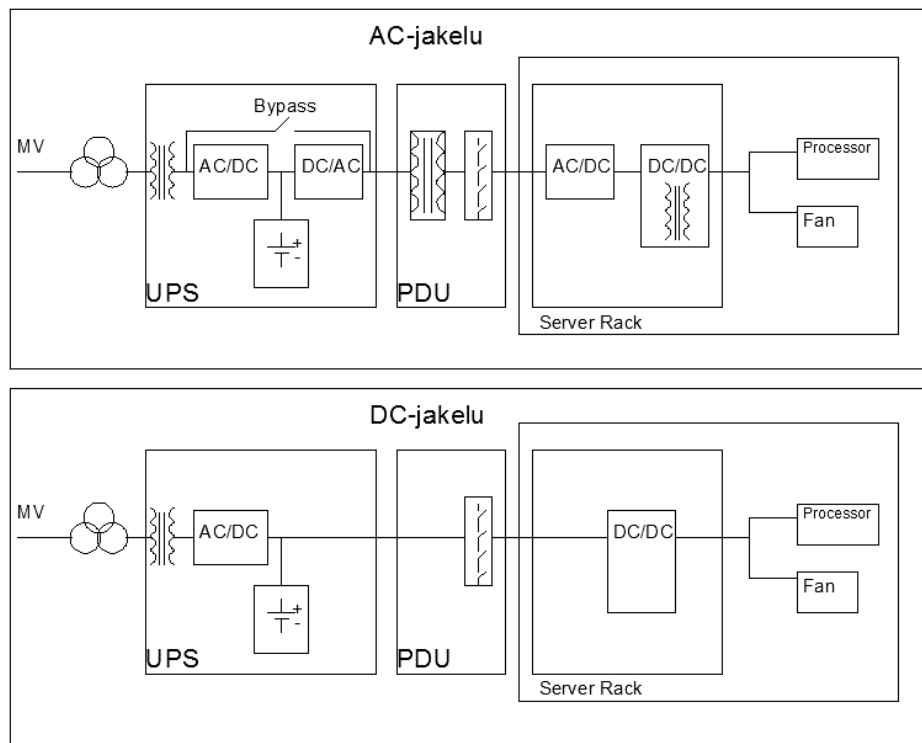 AC-jakelu
Bypass
MV
AC/DC
DC/AC
+
-
UPS
PDU
AC/DC
DC/DC
Processor
Fan
Server Rack
DC-jakelu
MV
AC/DC
+
-
UPS
PDU
DC/DC
Processor
Fan
Server Rack